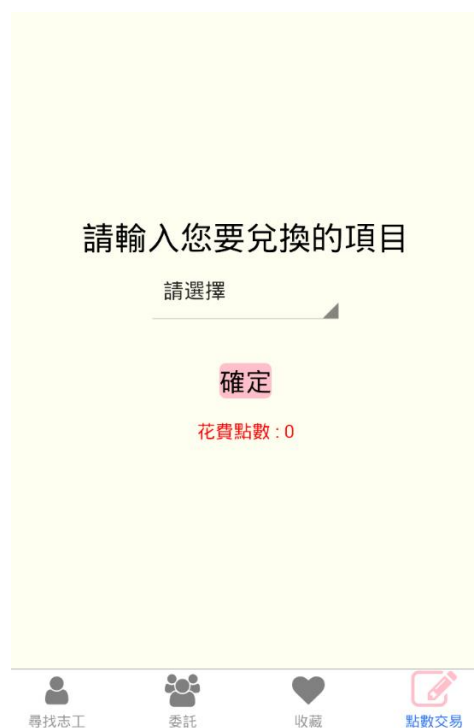 請輸入您要兌換的項目
請選擇
確定
花費點數 : 0
尋找志工
委託
收藏
點數交易